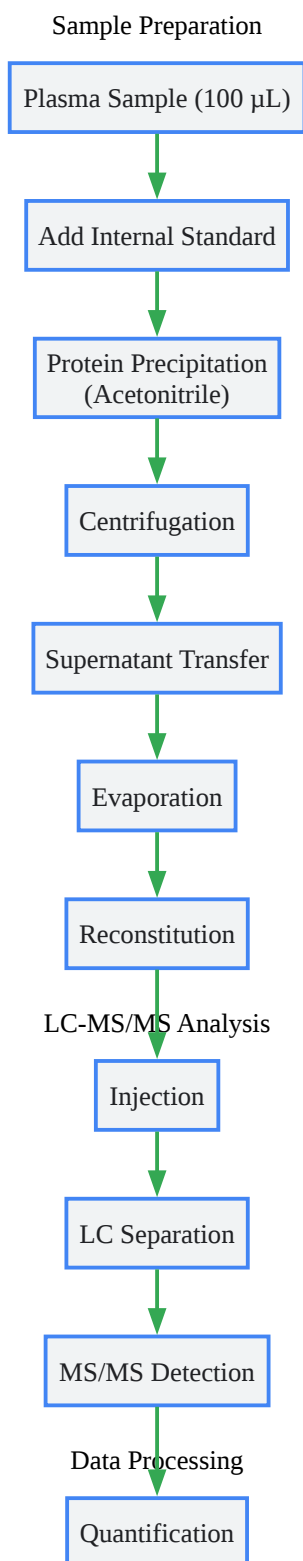 Sample Preparation
Plasma Sample (100 µL)
Add Internal Standard
Protein Precipitation
(Acetonitrile)
Centrifugation
Supernatant Transfer
Evaporation
Reconstitution
LC-MS/MS Analysis
Injection
LC Separation
MS/MS Detection
Data Processing
Quantification